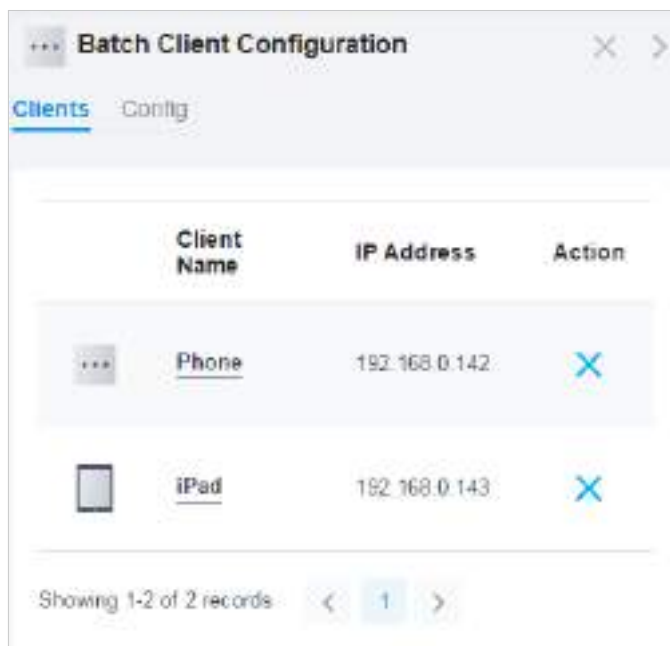 Batch Client Configuration
Clients Config
Client Name IP Address Action
Phone 192.168.0.142
iPad 192.168.0.143
Showing 1-2 of 2 records 1